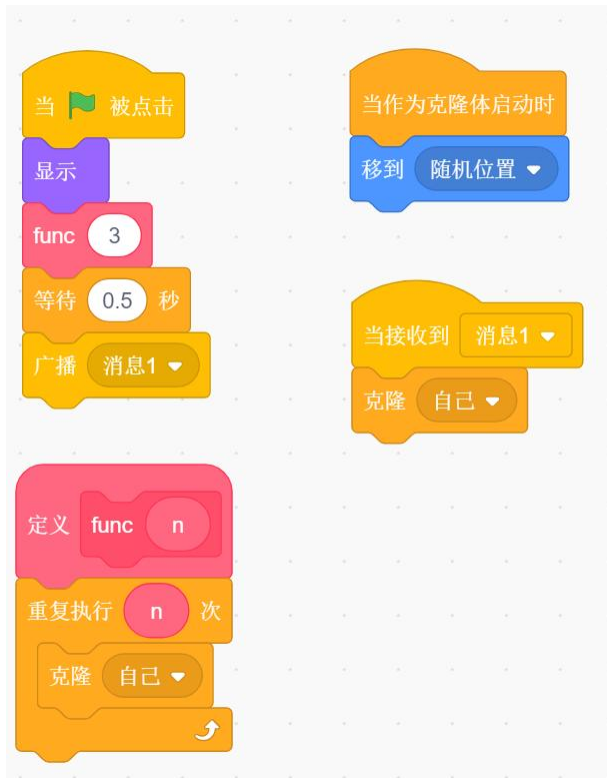 当 被点击
显示
func 3
等待 0.5 秒
广播 消息1
当作为克隆体启动时
移到 随机位置
当接收到 消息1
克隆 自己
定义 func n
重复执行 n 次
克隆 自己